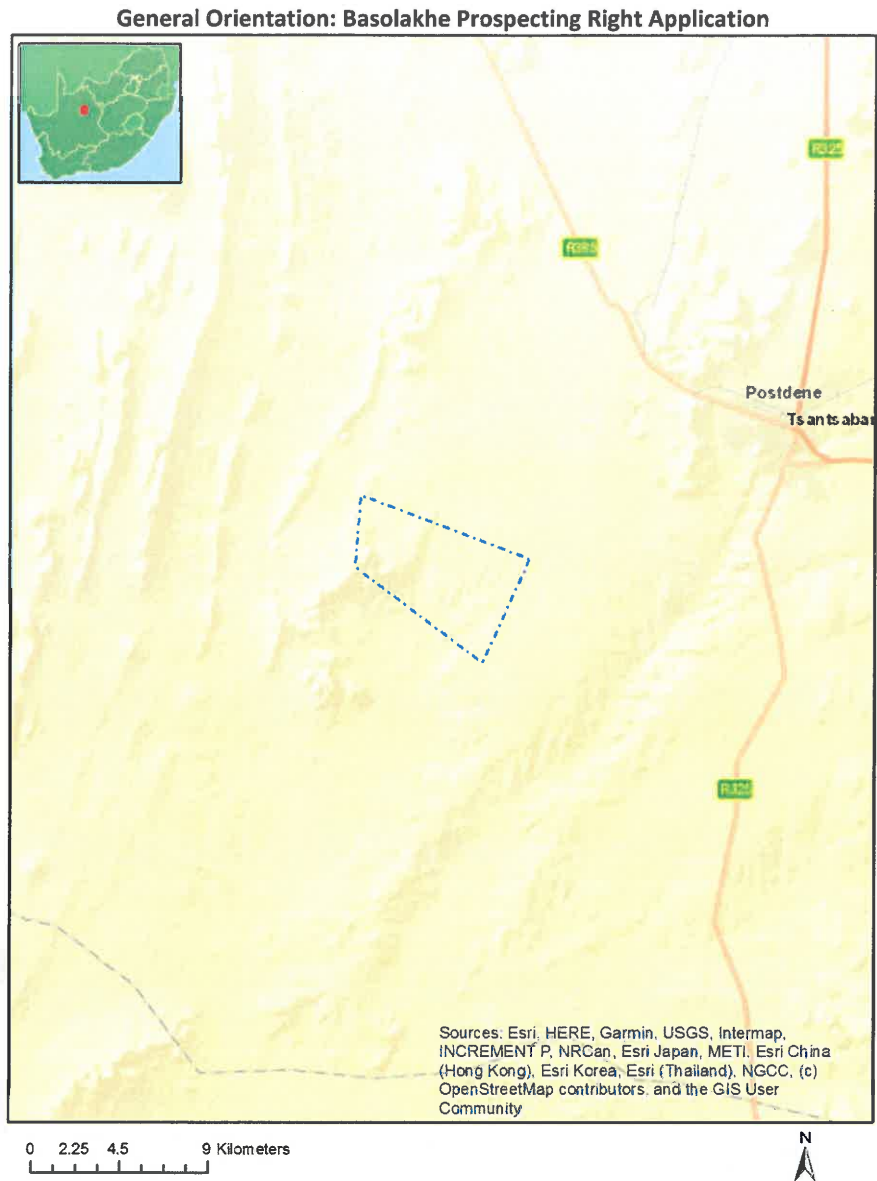 General Orientation: Basolakhe Prospecting Right Application
R325
R385
Postdene
Tsantsabar
R325
Sources: Esri, HERE, Garmin, USGS, Intermap,
INCREMENT P, NRCan, Esri Japan, METI, Esri China
(Hong Kong), Esri Korea, Esri (Thailand), NGCC, (c)
OpenStreetMap contributors, and the GIS User
Community
0 2.25 4.5 9 Kilometers
N